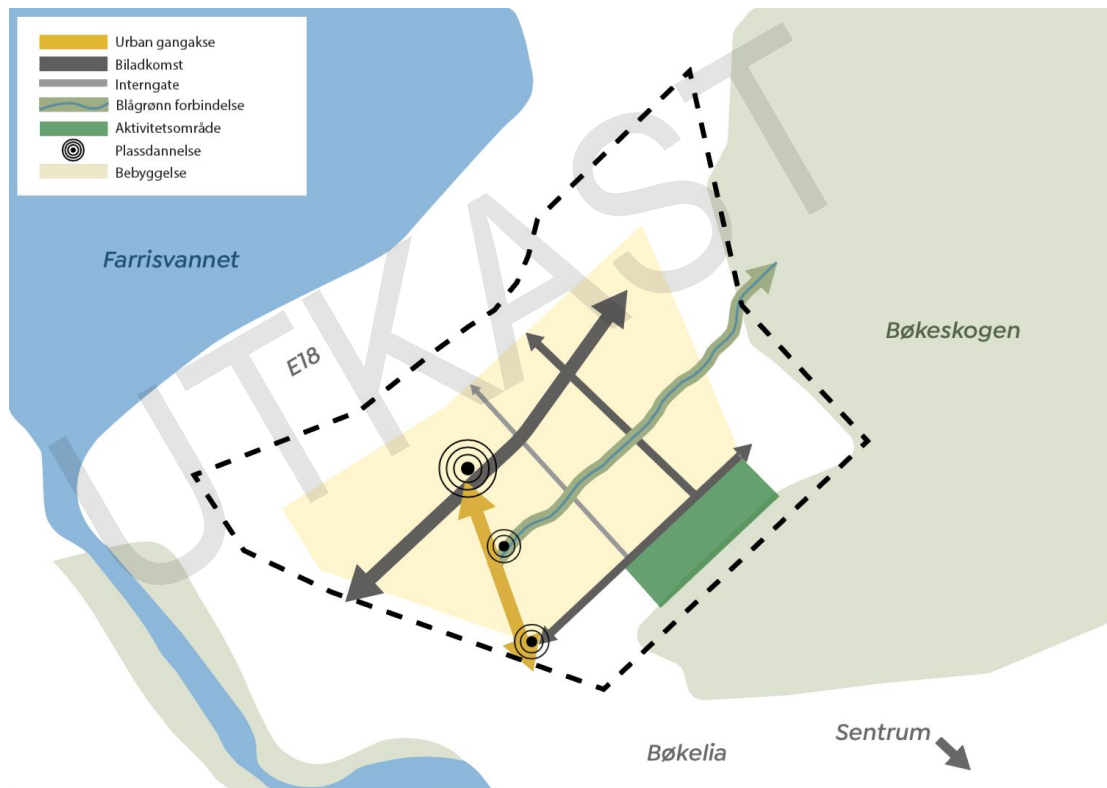 Urban gangakse
Biladkomst
Interngate
Blågrønn forbindelse
Aktivitetsområde
Plassdannelse
Bebyggelse
Farrisvannet
E18
Bøkeskogen
UTKAST
Sentrum
Bøkelia